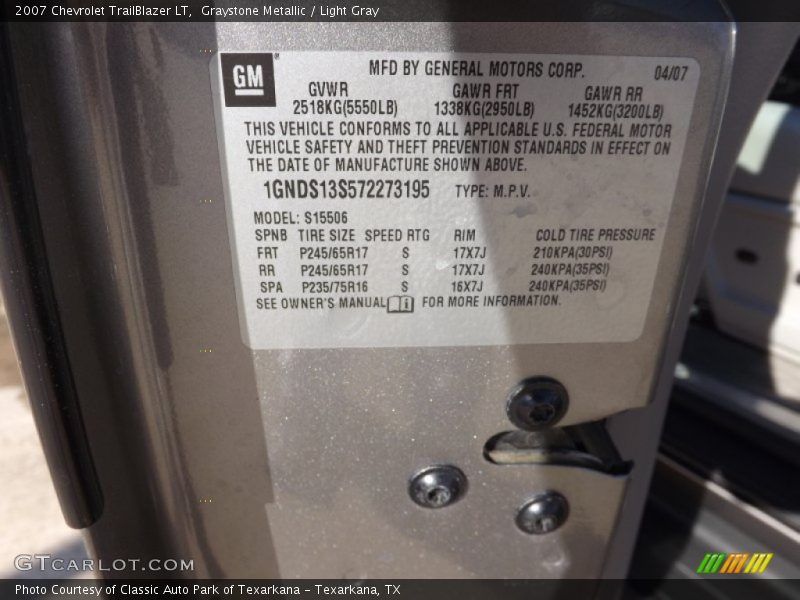 2007 Chevrolet TrailBlazer LT, Graystone Metallic / Light Gray
GM
MFD BY GENERAL MOTORS CORP. 04/07
GVWR GAWR FRT GAWR RR
2518KG(5550LB) 1338KG(2950LB) 1452KG(3200LB)
THIS VEHICLE CONFORMS TO ALL APPLICABLE U.S. FEDERAL MOTOR
VEHICLE SAFETY AND THEFT PREVENTION STANDARDS IN EFFECT ON
THE DATE OF MANUFACTURE SHOWN ABOVE.
1GNDS13S572273195 TYPE: M.P.V.
MODEL: S15506
SPNB TIRE SIZE SPEED RTG RIM COLD TIRE PRESSURE
FRT P245/65R17 S 17X7J 210KPA(30PSI)
RR P245/65R17 S 17X7J 240KPA(35PSI)
SPA P235/75R16 S 16X7J 240KPA(35PSI)
SEE OWNER'S MANUAL FOR MORE INFORMATION.
GTCARLOT.COM
Photo Courtesy of Classic Auto Park of Texarkana - Texarkana, TX